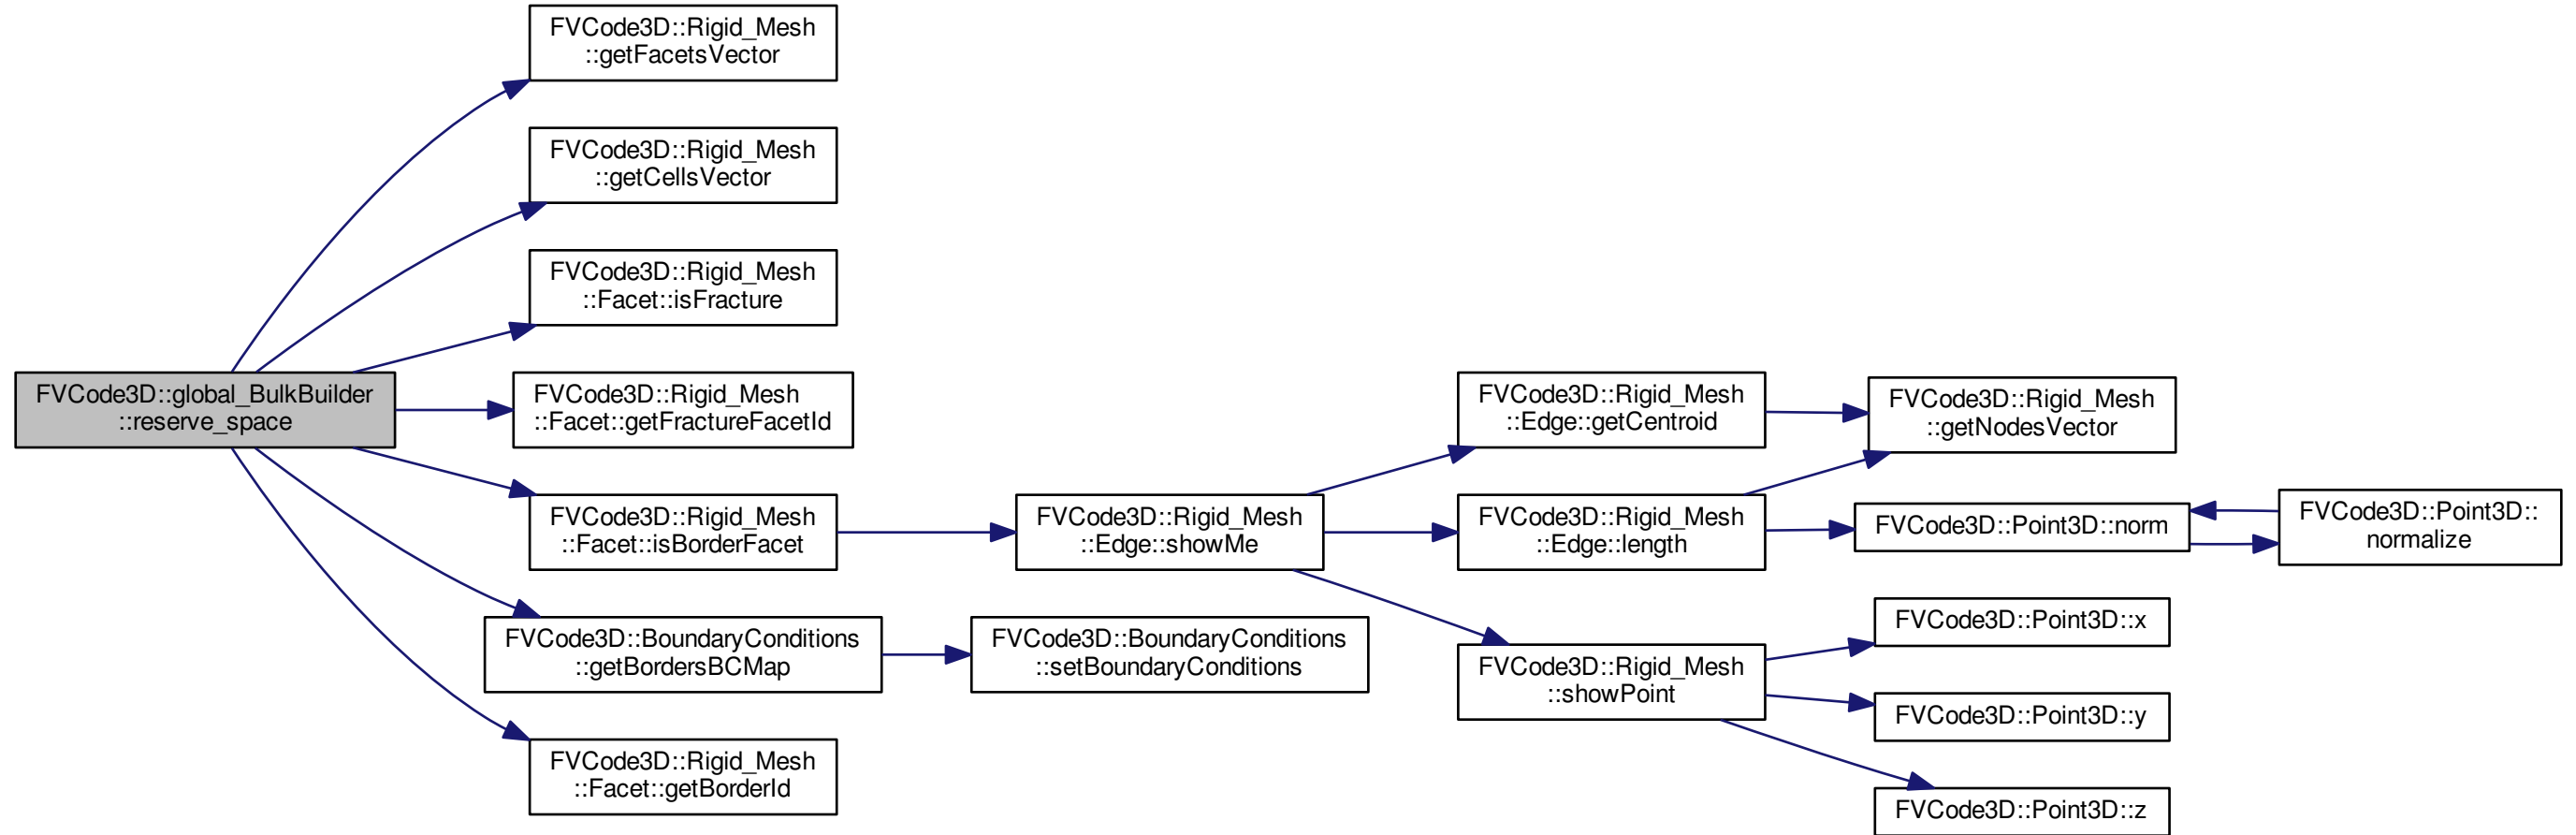 FVCode3D::Rigid_Mesh
::getFacetsVector
FVCode3D::Rigid_Mesh
::getCellsVector
FVCode3D::Rigid_Mesh
::Facet::isFracture
FVCode3D::global_BulkBuilder
::reserve_space
FVCode3D::Rigid_Mesh
::Facet::getFractureFacetId
FVCode3D::Rigid_Mesh
::Facet::isBorderFacet
FVCode3D::BoundaryConditions
::getBordersBCMap
FVCode3D::Rigid_Mesh
::Facet::getBorderId
FVCode3D::Rigid_Mesh
::Edge::showMe
FVCode3D::BoundaryConditions
::setBoundaryConditions
FVCode3D::Rigid_Mesh
::Edge::getCentroid
FVCode3D::Rigid_Mesh
::Edge::length
FVCode3D::Rigid_Mesh
::showPoint
FVCode3D::Rigid_Mesh
::getNodesVector
FVCode3D::Point3D::norm
FVCode3D::Point3D::
normalize
FVCode3D::Point3D::x
FVCode3D::Point3D::y
FVCode3D::Point3D::z